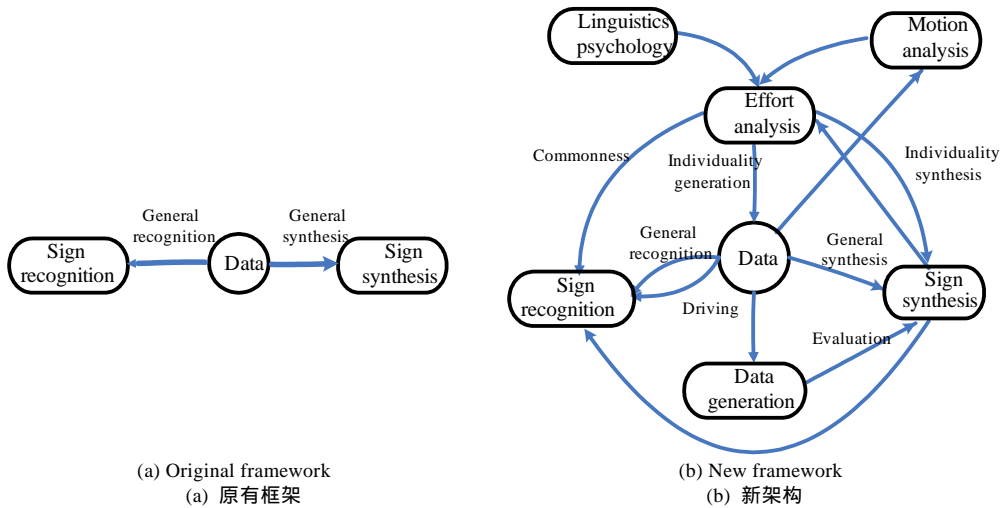 General
recognition
General
synthesis
Sign
recognition
Data
Sign
synthesis
(a) Original framework
(a) 原有框架
Linguistics
psychology
Motion
analysis
Effort
analysis
Commonness
Individuality
generation
Individuality
synthesis
General
recognition
Data
General
synthesis
Sign
recognition
Driving
Sign
synthesis
Evaluation
Data
generation
(b) New framework
(b) 新架构